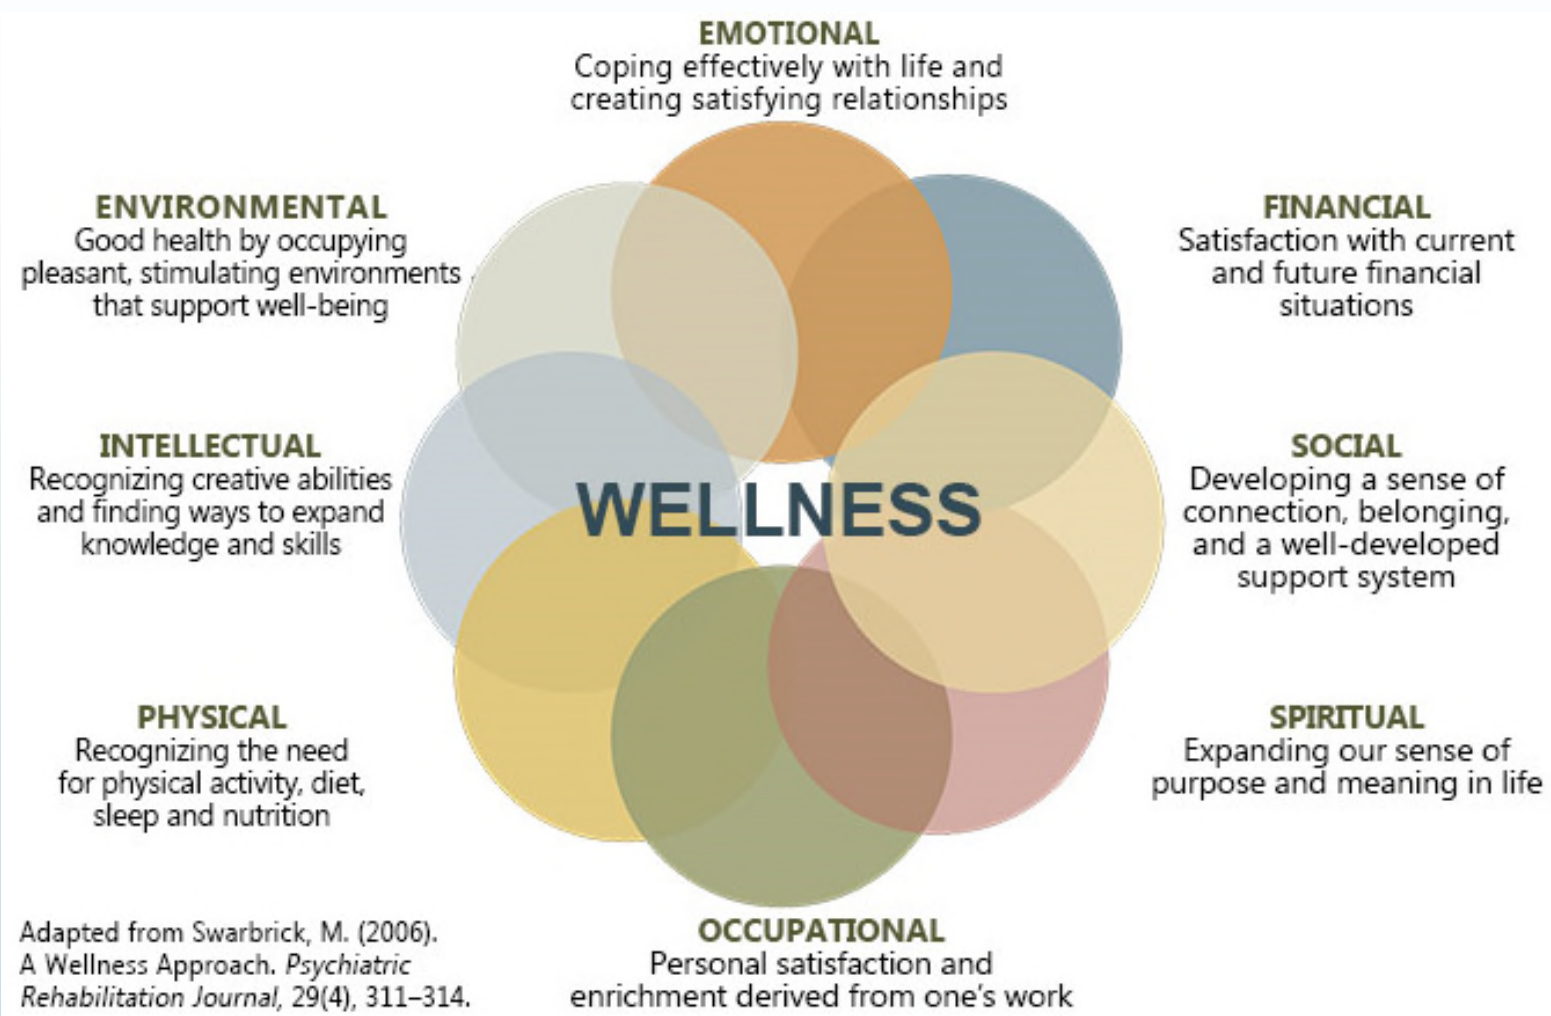 EMOTIONAL
Coping effectively with life and
creating satisfying relationships
ENVIRONMENTAL
Good health by occupying
pleasant, stimulating environments
that support well-being
FINANCIAL
Satisfaction with current
and future financial
situations
INTELLECTUAL
Recognizing creative abilities
and finding ways to expand
knowledge and skills
WELLNESS
SOCIAL
Developing a sense of
connection, belonging,
and a well-developed
support system
PHYSICAL
Recognizing the need
for physical activity, diet,
sleep and nutrition
SPIRITUAL
Expanding our sense of
purpose and meaning in life
OCCUPATIONAL
Personal satisfaction and
enrichment derived from one's work
Adapted from Swarbrick, M. (2006).
A Wellness Approach. Psychiatric
Rehabilitation Journal, 29(4), 311–314.